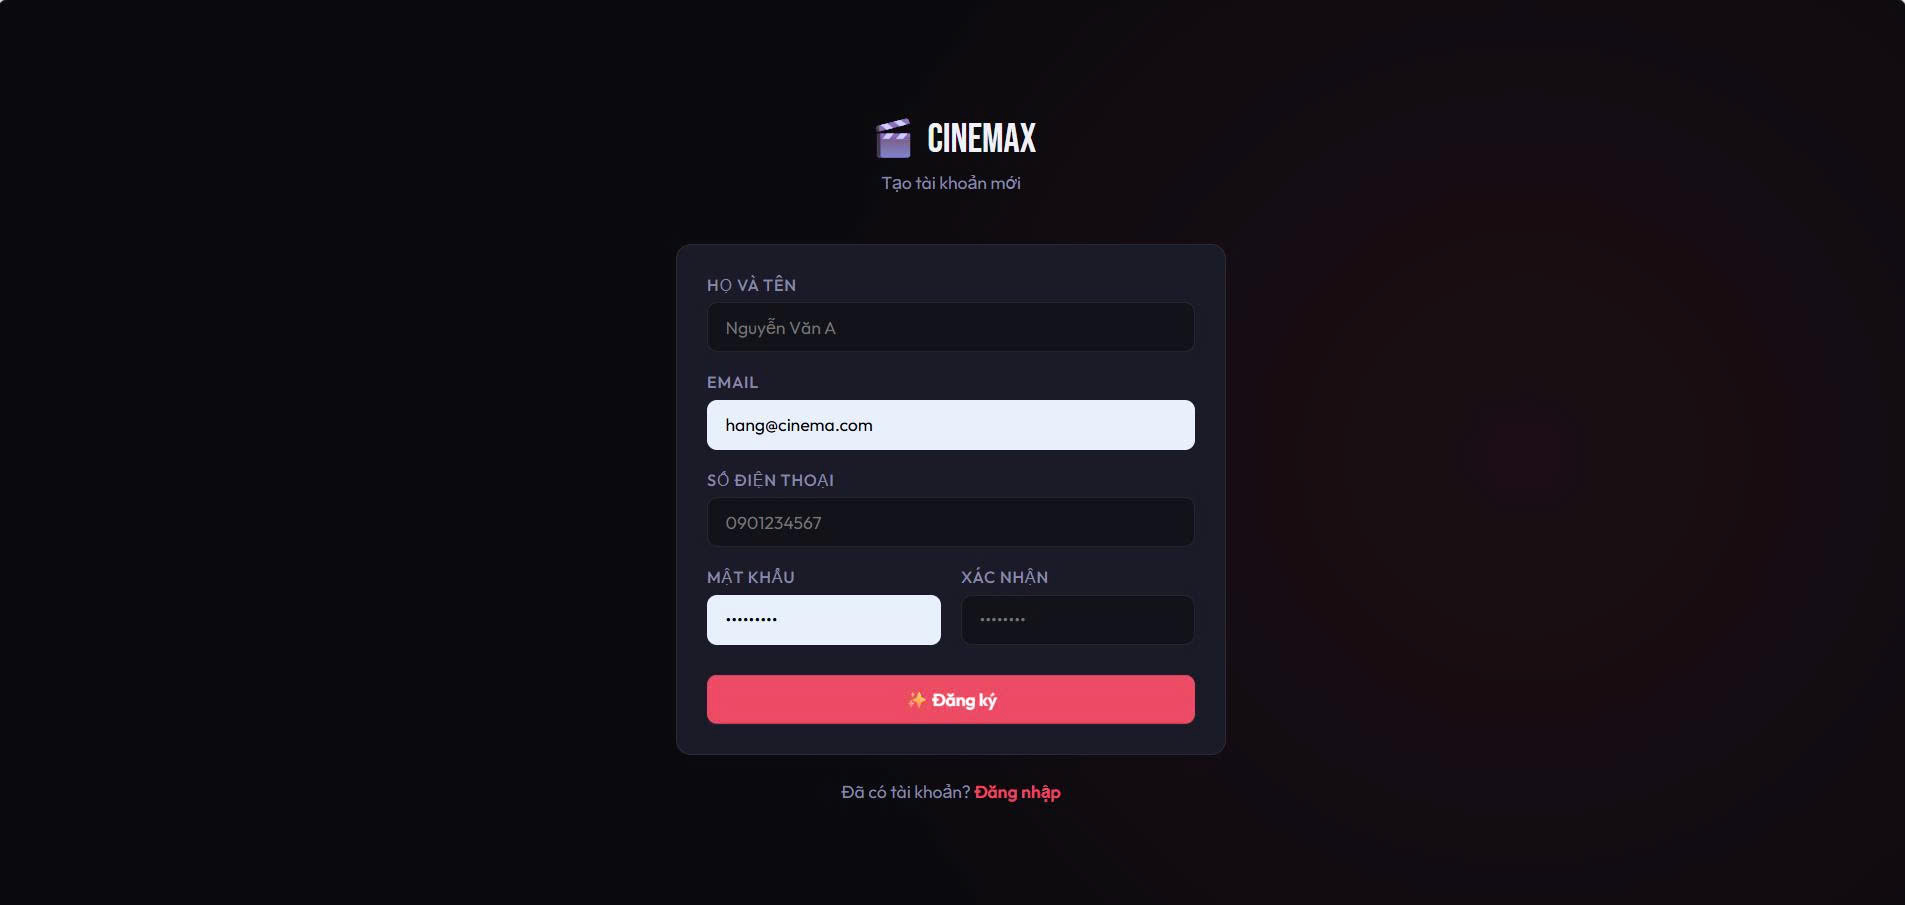 CINEMAX
Tạo tài khoản mới
HỌ VÀ TÊN
Nguyễn Văn A
EMAIL
hang@cinema.com
SỐ ĐIỆN THOẠI
0901234567
MẬT KHẨU XÁC NHẬN
••••••••• ••••••••
✨ Đăng ký
Đã có tài khoản? Đăng nhập